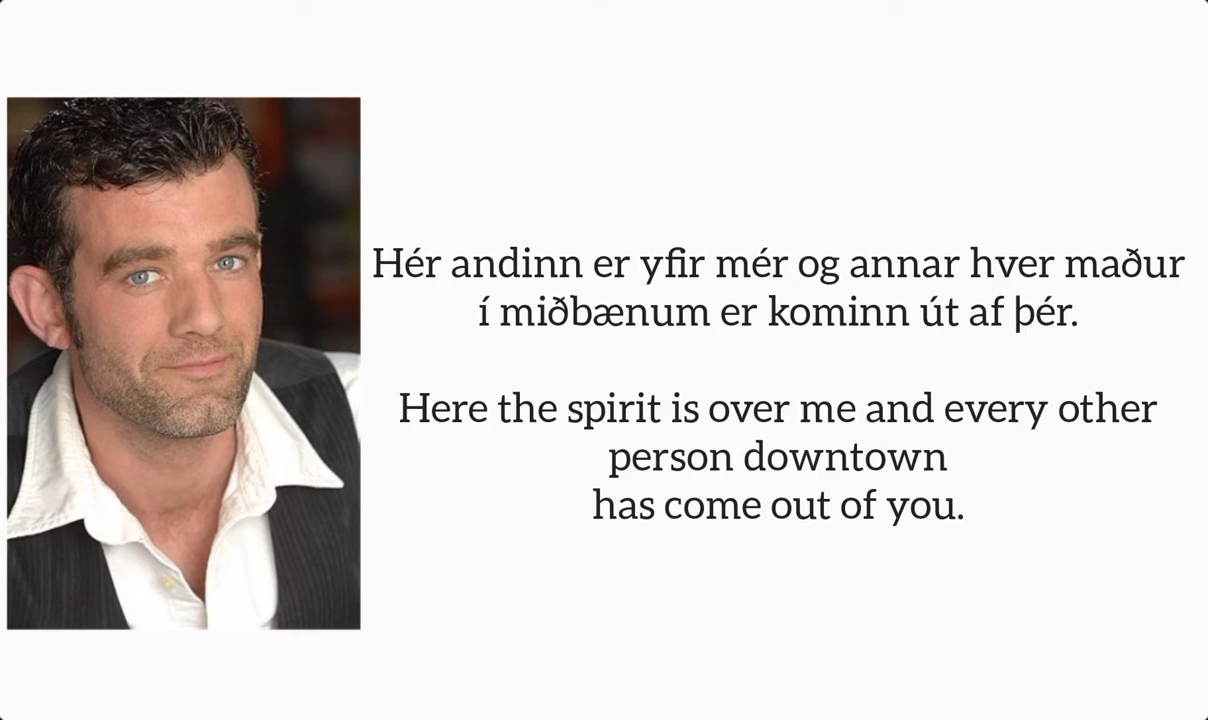 Hér andinn er yfir mér og annar hver maður
í miðbænum er kominn út af þér.
Here the spirit is over me and every other
person downtown
has come out of you.